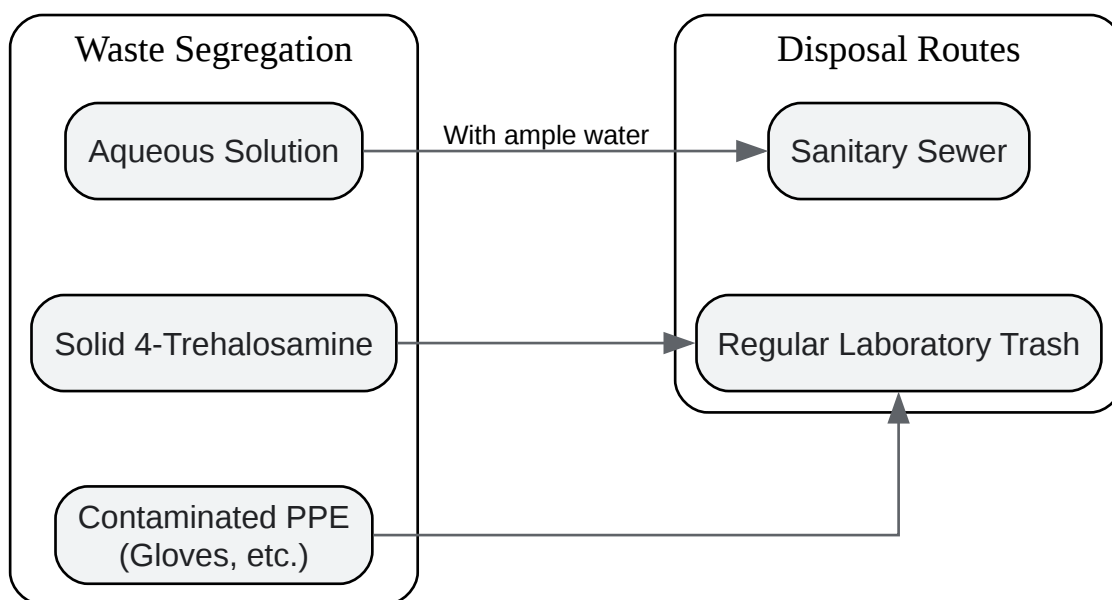 Waste Segregation
Disposal Routes
Aqueous Solution
With ample water
Sanitary Sewer
Solid 4-Trehalosamine
Regular Laboratory Trash
Contaminated PPE
(Gloves, etc.)